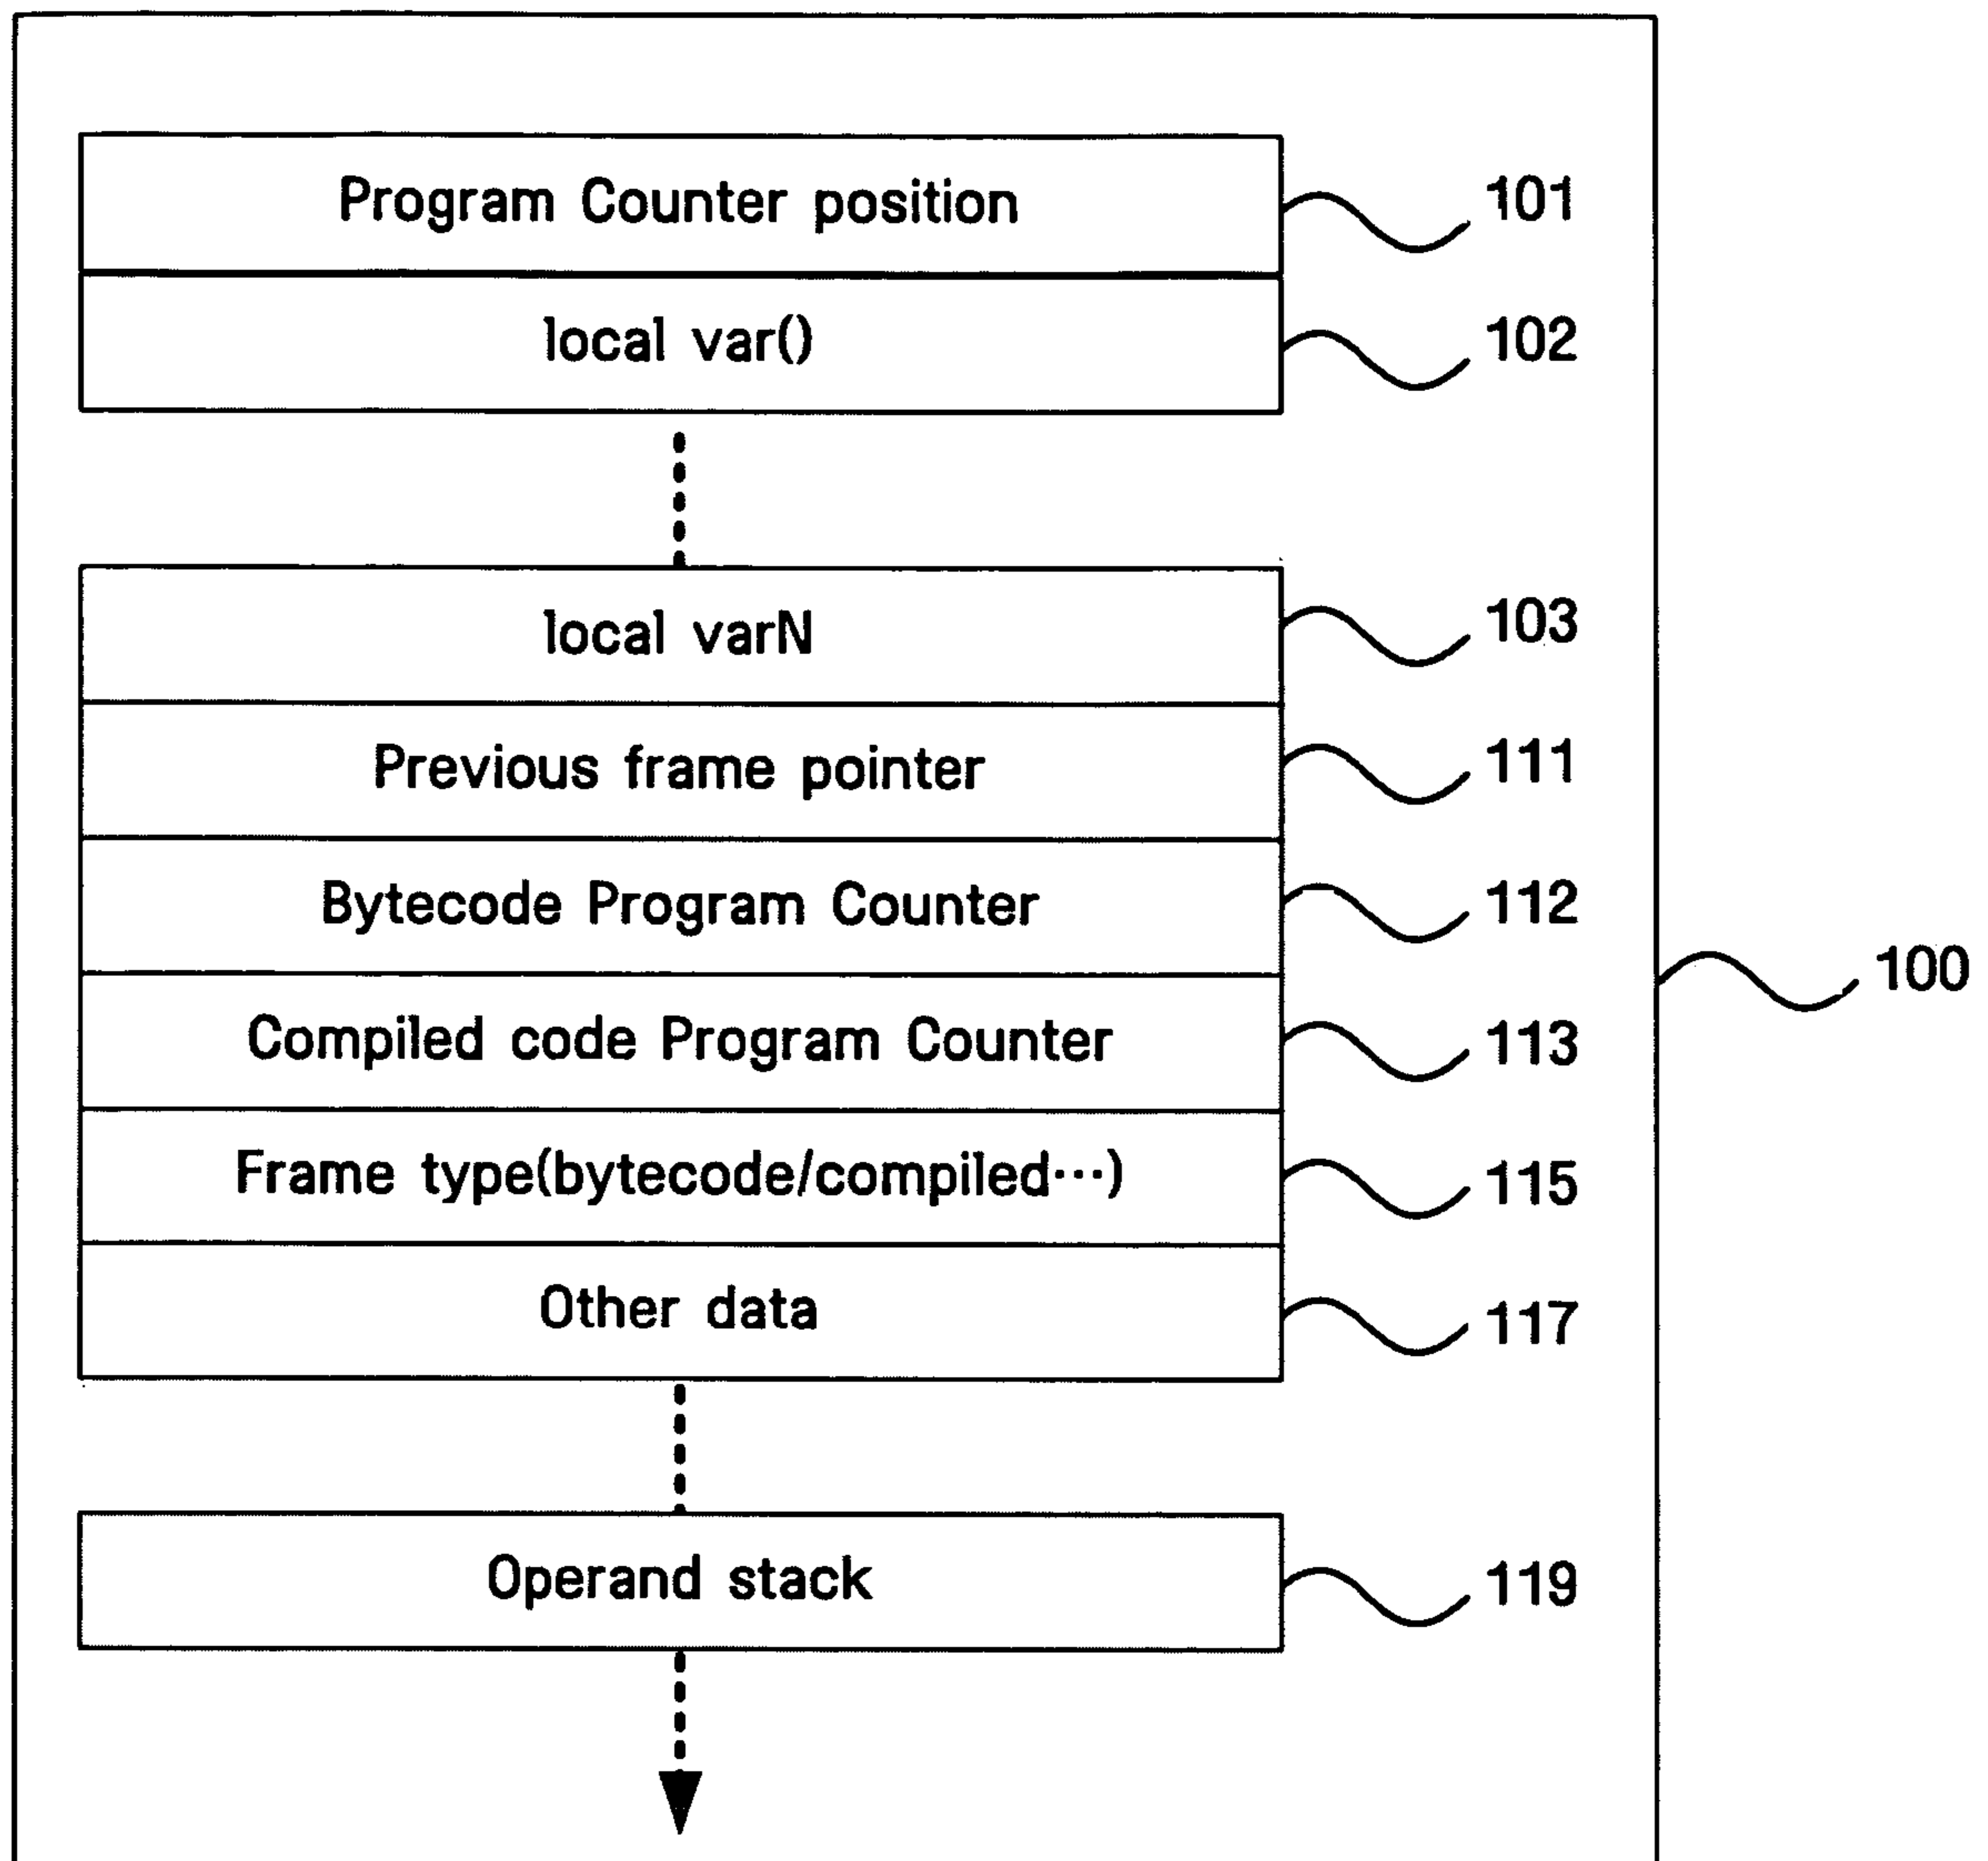 Program Counter position 101
local var() 102
local varN 103
Previous frame pointer 111
Bytecode Program Counter 112
100
Compiled code Program Counter 113
Frame type(bytecode/compiled···) 115
Other data 117
Operand stack 119